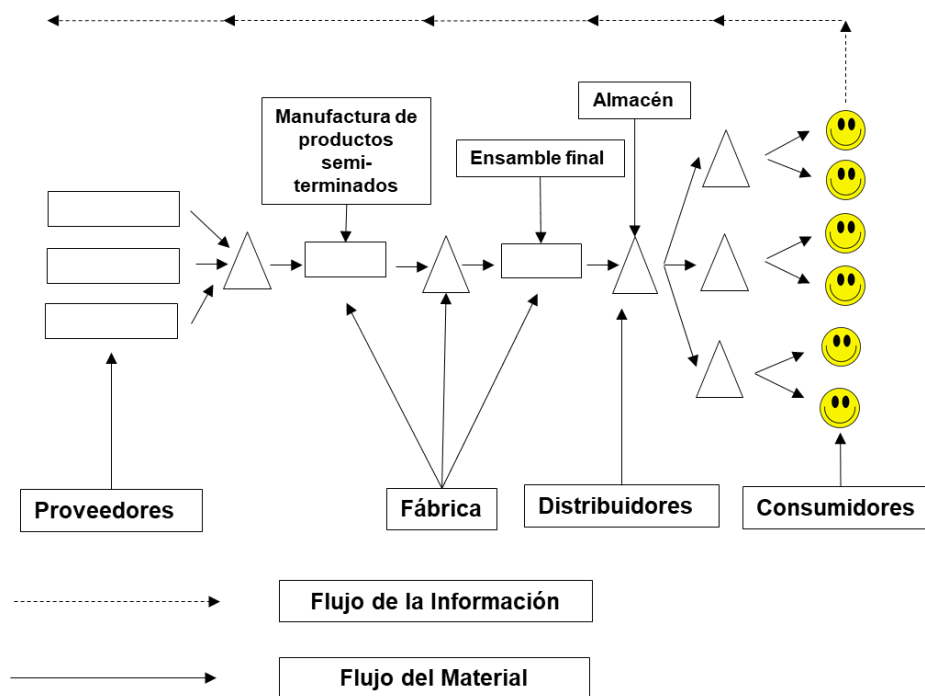 Almacén
Manufactura de
productos
semi-
terminados
Ensamble final
Proveedores
Fábrica
Distribuidores
Consumidores
Flujo de la Información
Flujo del Material